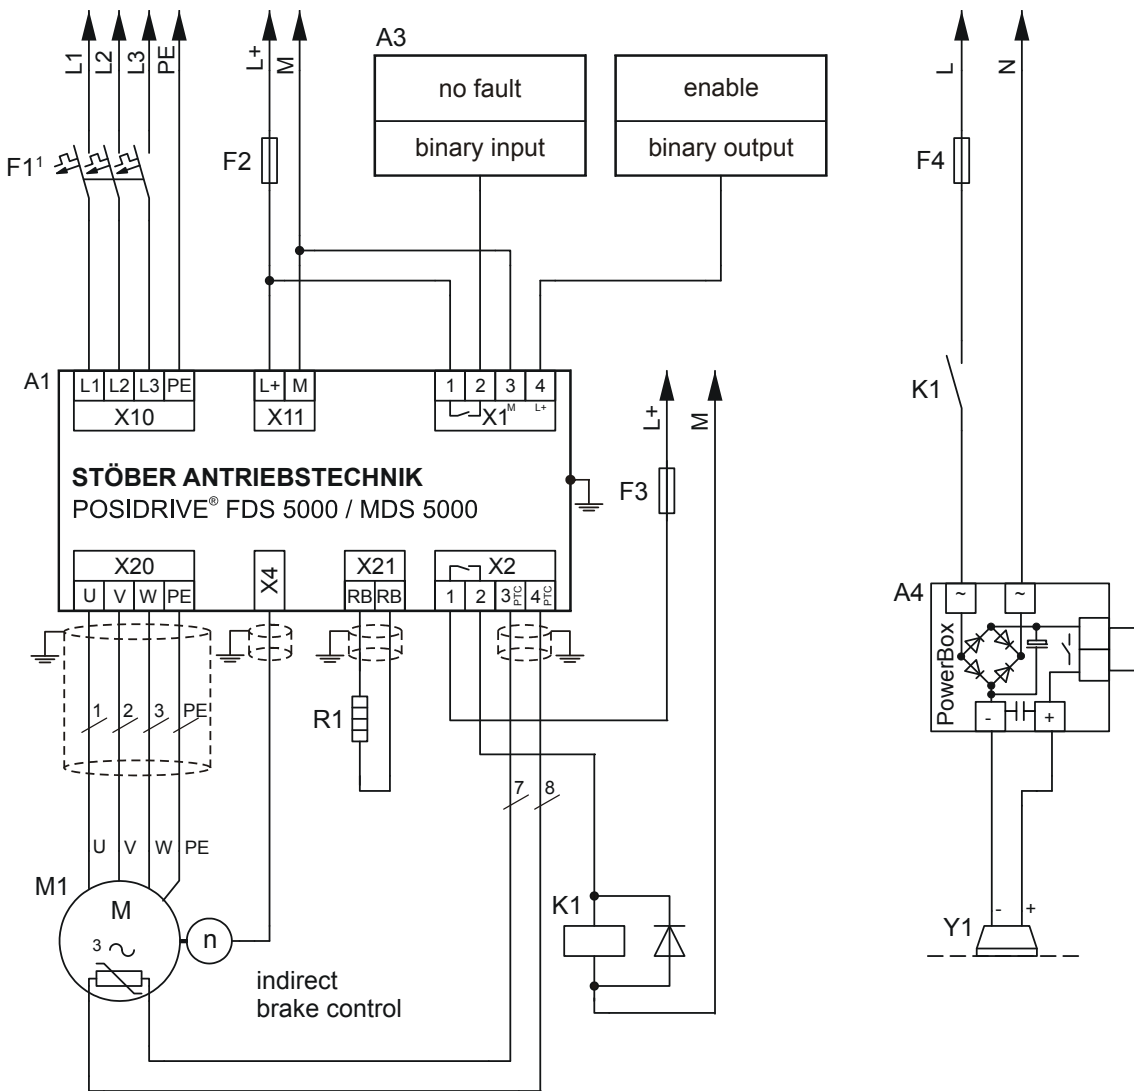 L1 L2 L3 PE
L+ M
A3
no fault
binary input
enable
binary output
L N
F1¹
F2
F4
K1
A1
L1 L2 L3 PE
X10
L+ M
X11
1 2 3 4
X1 M L+
L+ M
F3
STÖBER ANTRIEBSTECHNIK
POSIDRIVE® FDS 5000 / MDS 5000
X20
U V W PE
X4
X21
RB RB
X2
1 2 3 PTC 4 PTC
A4
~ ~
PowerBox
- +
R1
1 2 3 PE
7 8
U V W PE
M1
M
3 ~
n
indirect
brake control
K1
- +
Y1